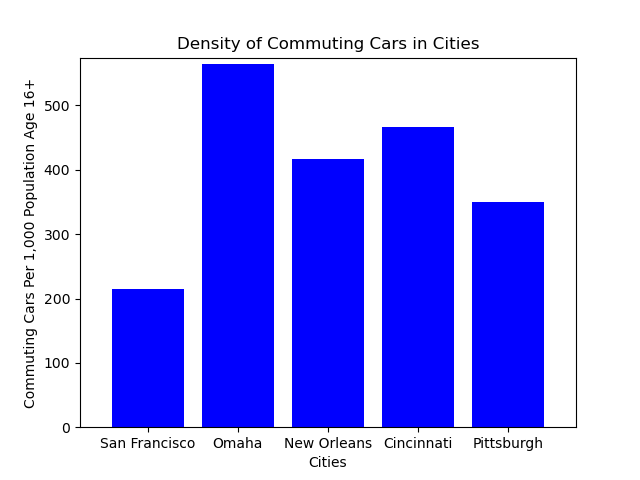 Density of Commuting Cars in Cities
Commuting Cars Per 1,000 Population Age 16+
500
400
300
200
100
0
San Francisco Omaha New Orleans Cincinnati Pittsburgh
Cities